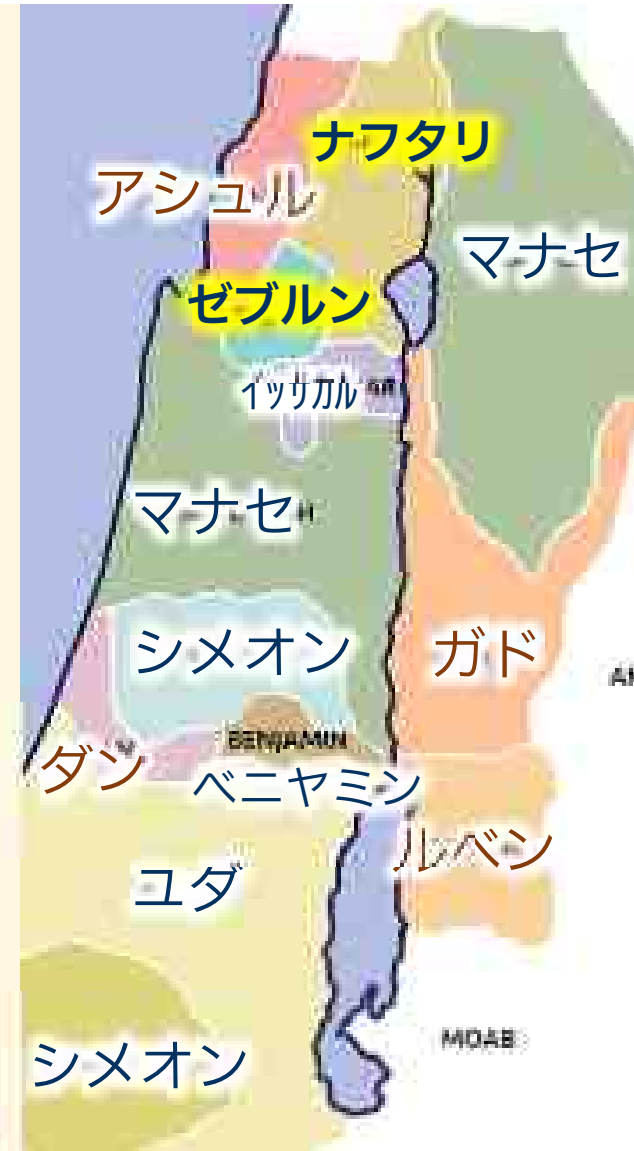 ナフタリ
アシュル
マナセ
ゼブルン
イッサカル
マナセ
シメオン
ガド
BENJAMIN
ダン
ベニヤミン
ルベン
ユダ
MOAB
シメオン